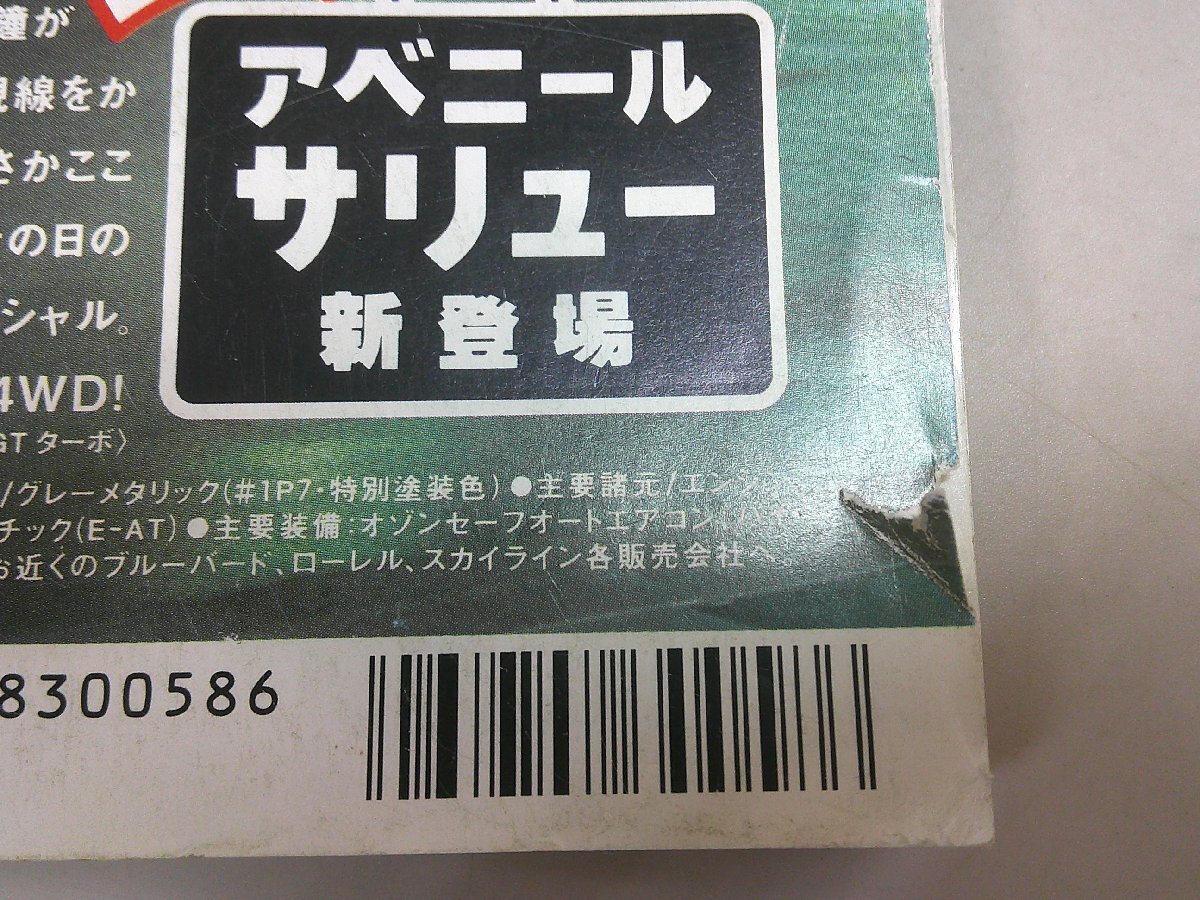 瞳が
視線をか
さかここ
の日の
シャル。
4WD!
GTターボ〉
アベニール
サリュー
新登場
/グレーメタリック(#1P7・特別塗装色)●主要諸元/エンジ
チック(E-AT)●主要装備:オゾンセーフオートエアコン、
お近くのブルーバード、ローレル、スカイライン各販売会社へ。
8300586